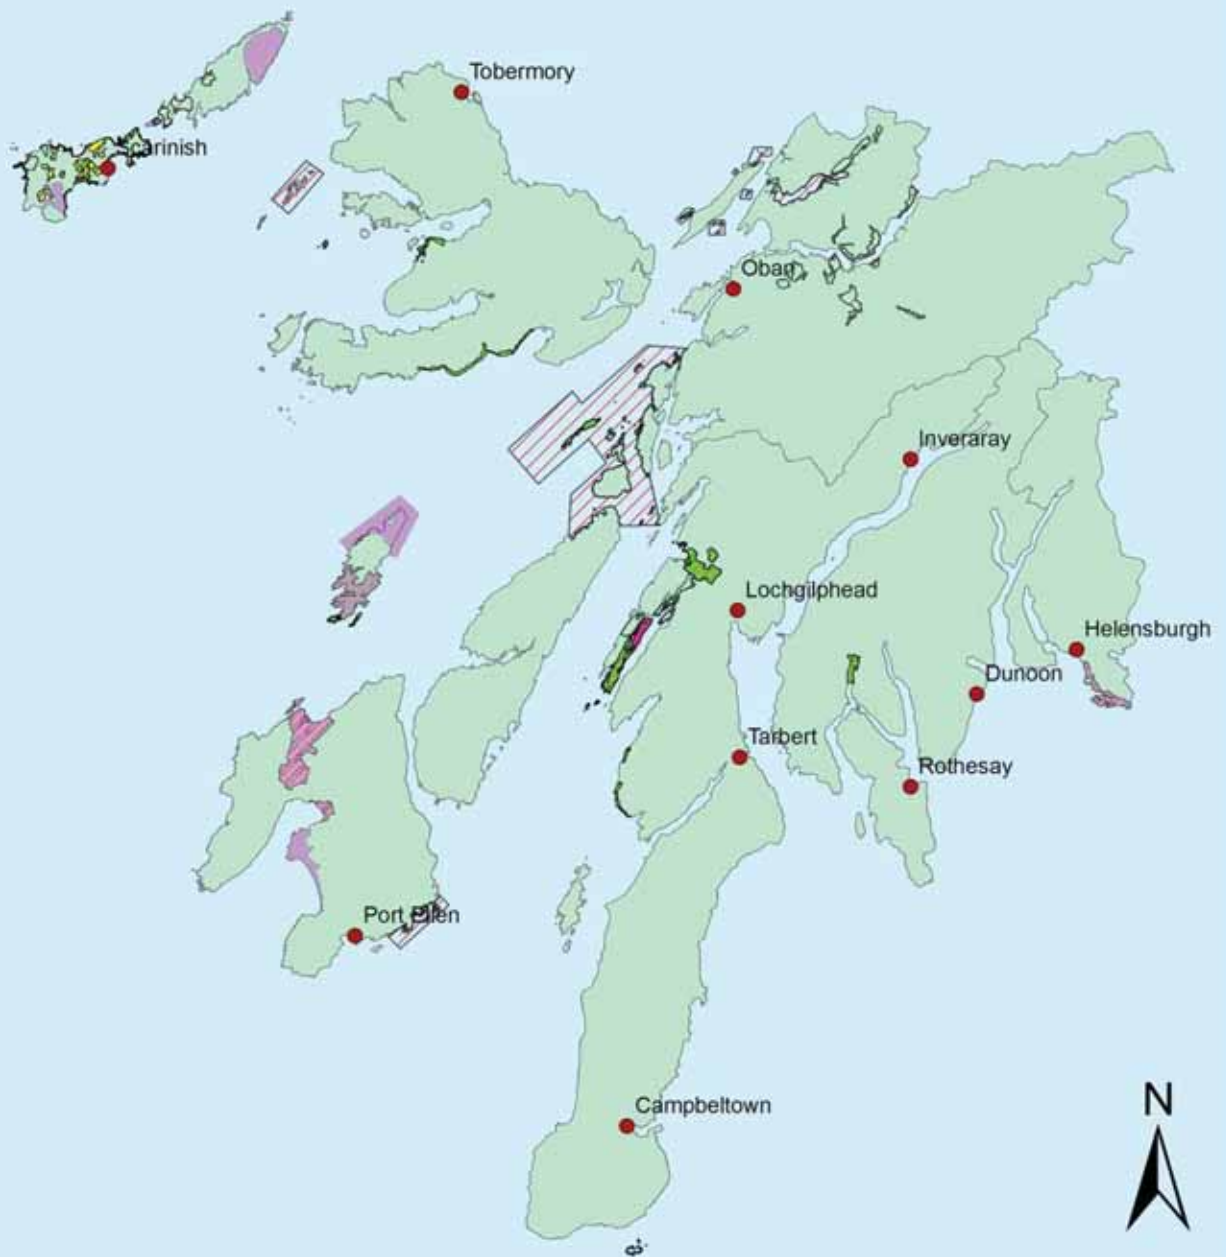 Tobermory
carinish
Oban
Inveraray
Lochgilphead
Helensburgh
Dunoon
Tarbert
Rothesay
Port Ellen
Campbeltown
N